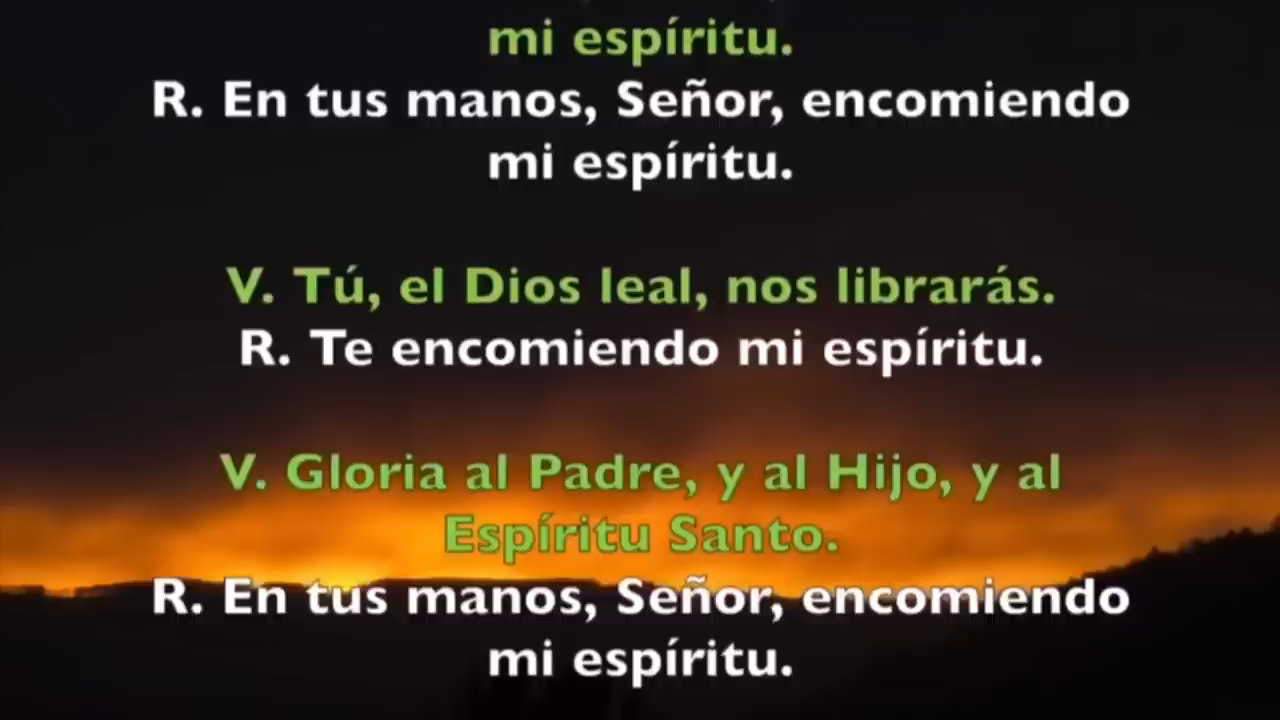 mi espíritu.
R. En tus manos, Señor, encomiendo
mi espíritu.
V. Tú, el Dios leal, nos librarás.
R. Te encomiendo mi espíritu.
V. Gloria al Padre, y al Hijo, y al
Espíritu Santo.
R. En tus manos, Señor, encomiendo
mi espíritu.